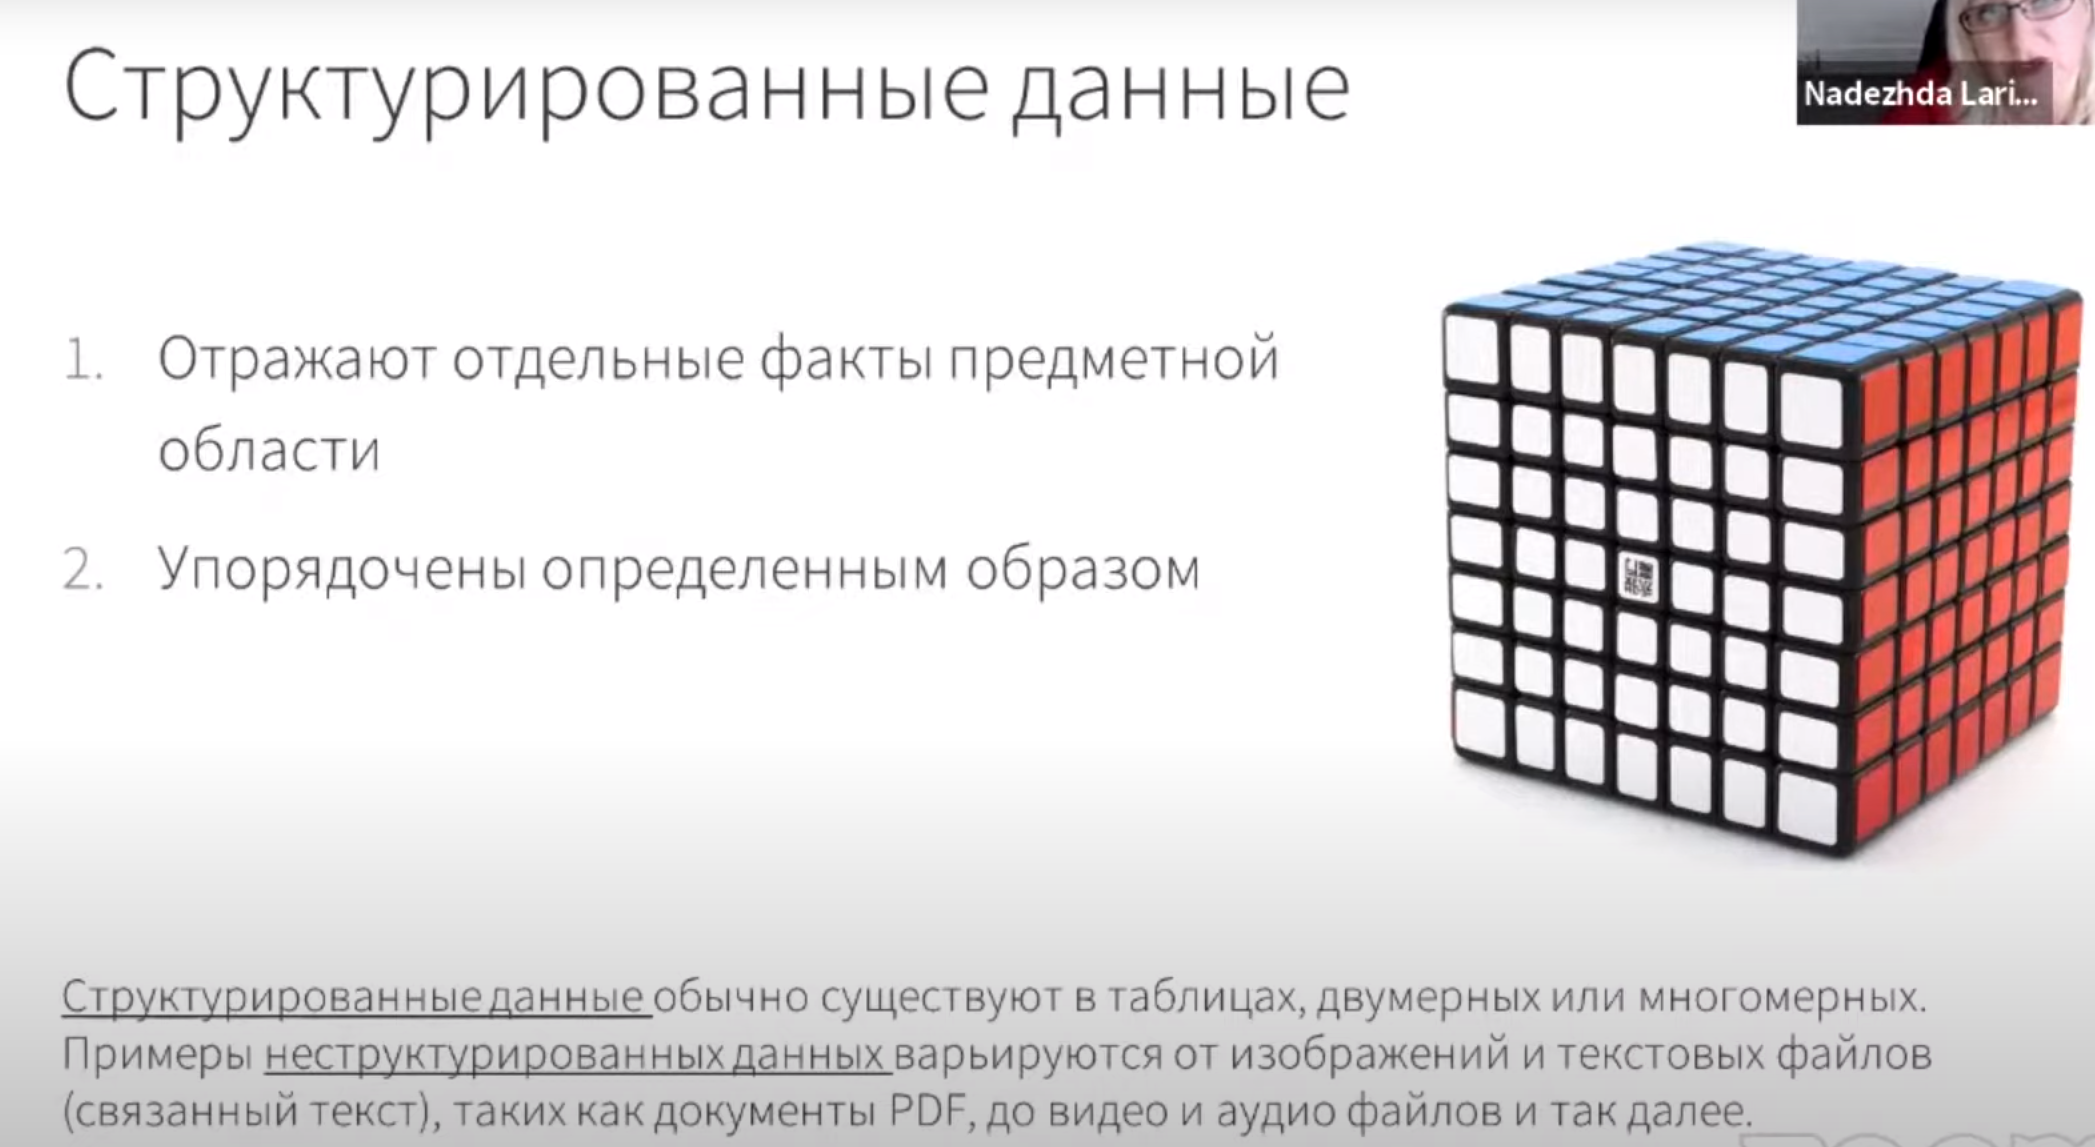 Структурированные данные
Nadezhda Lari...
1. Отражают отдельные факты предметной
области
2. Упорядочены определенным образом
Структурированные данные обычно существуют в таблицах, двумерных или многомерных.
Примеры неструктурированных данных варьируются от изображений и текстовых файлов
(связанный текст), таких как документы PDF, до видео и аудио файлов и так далее.